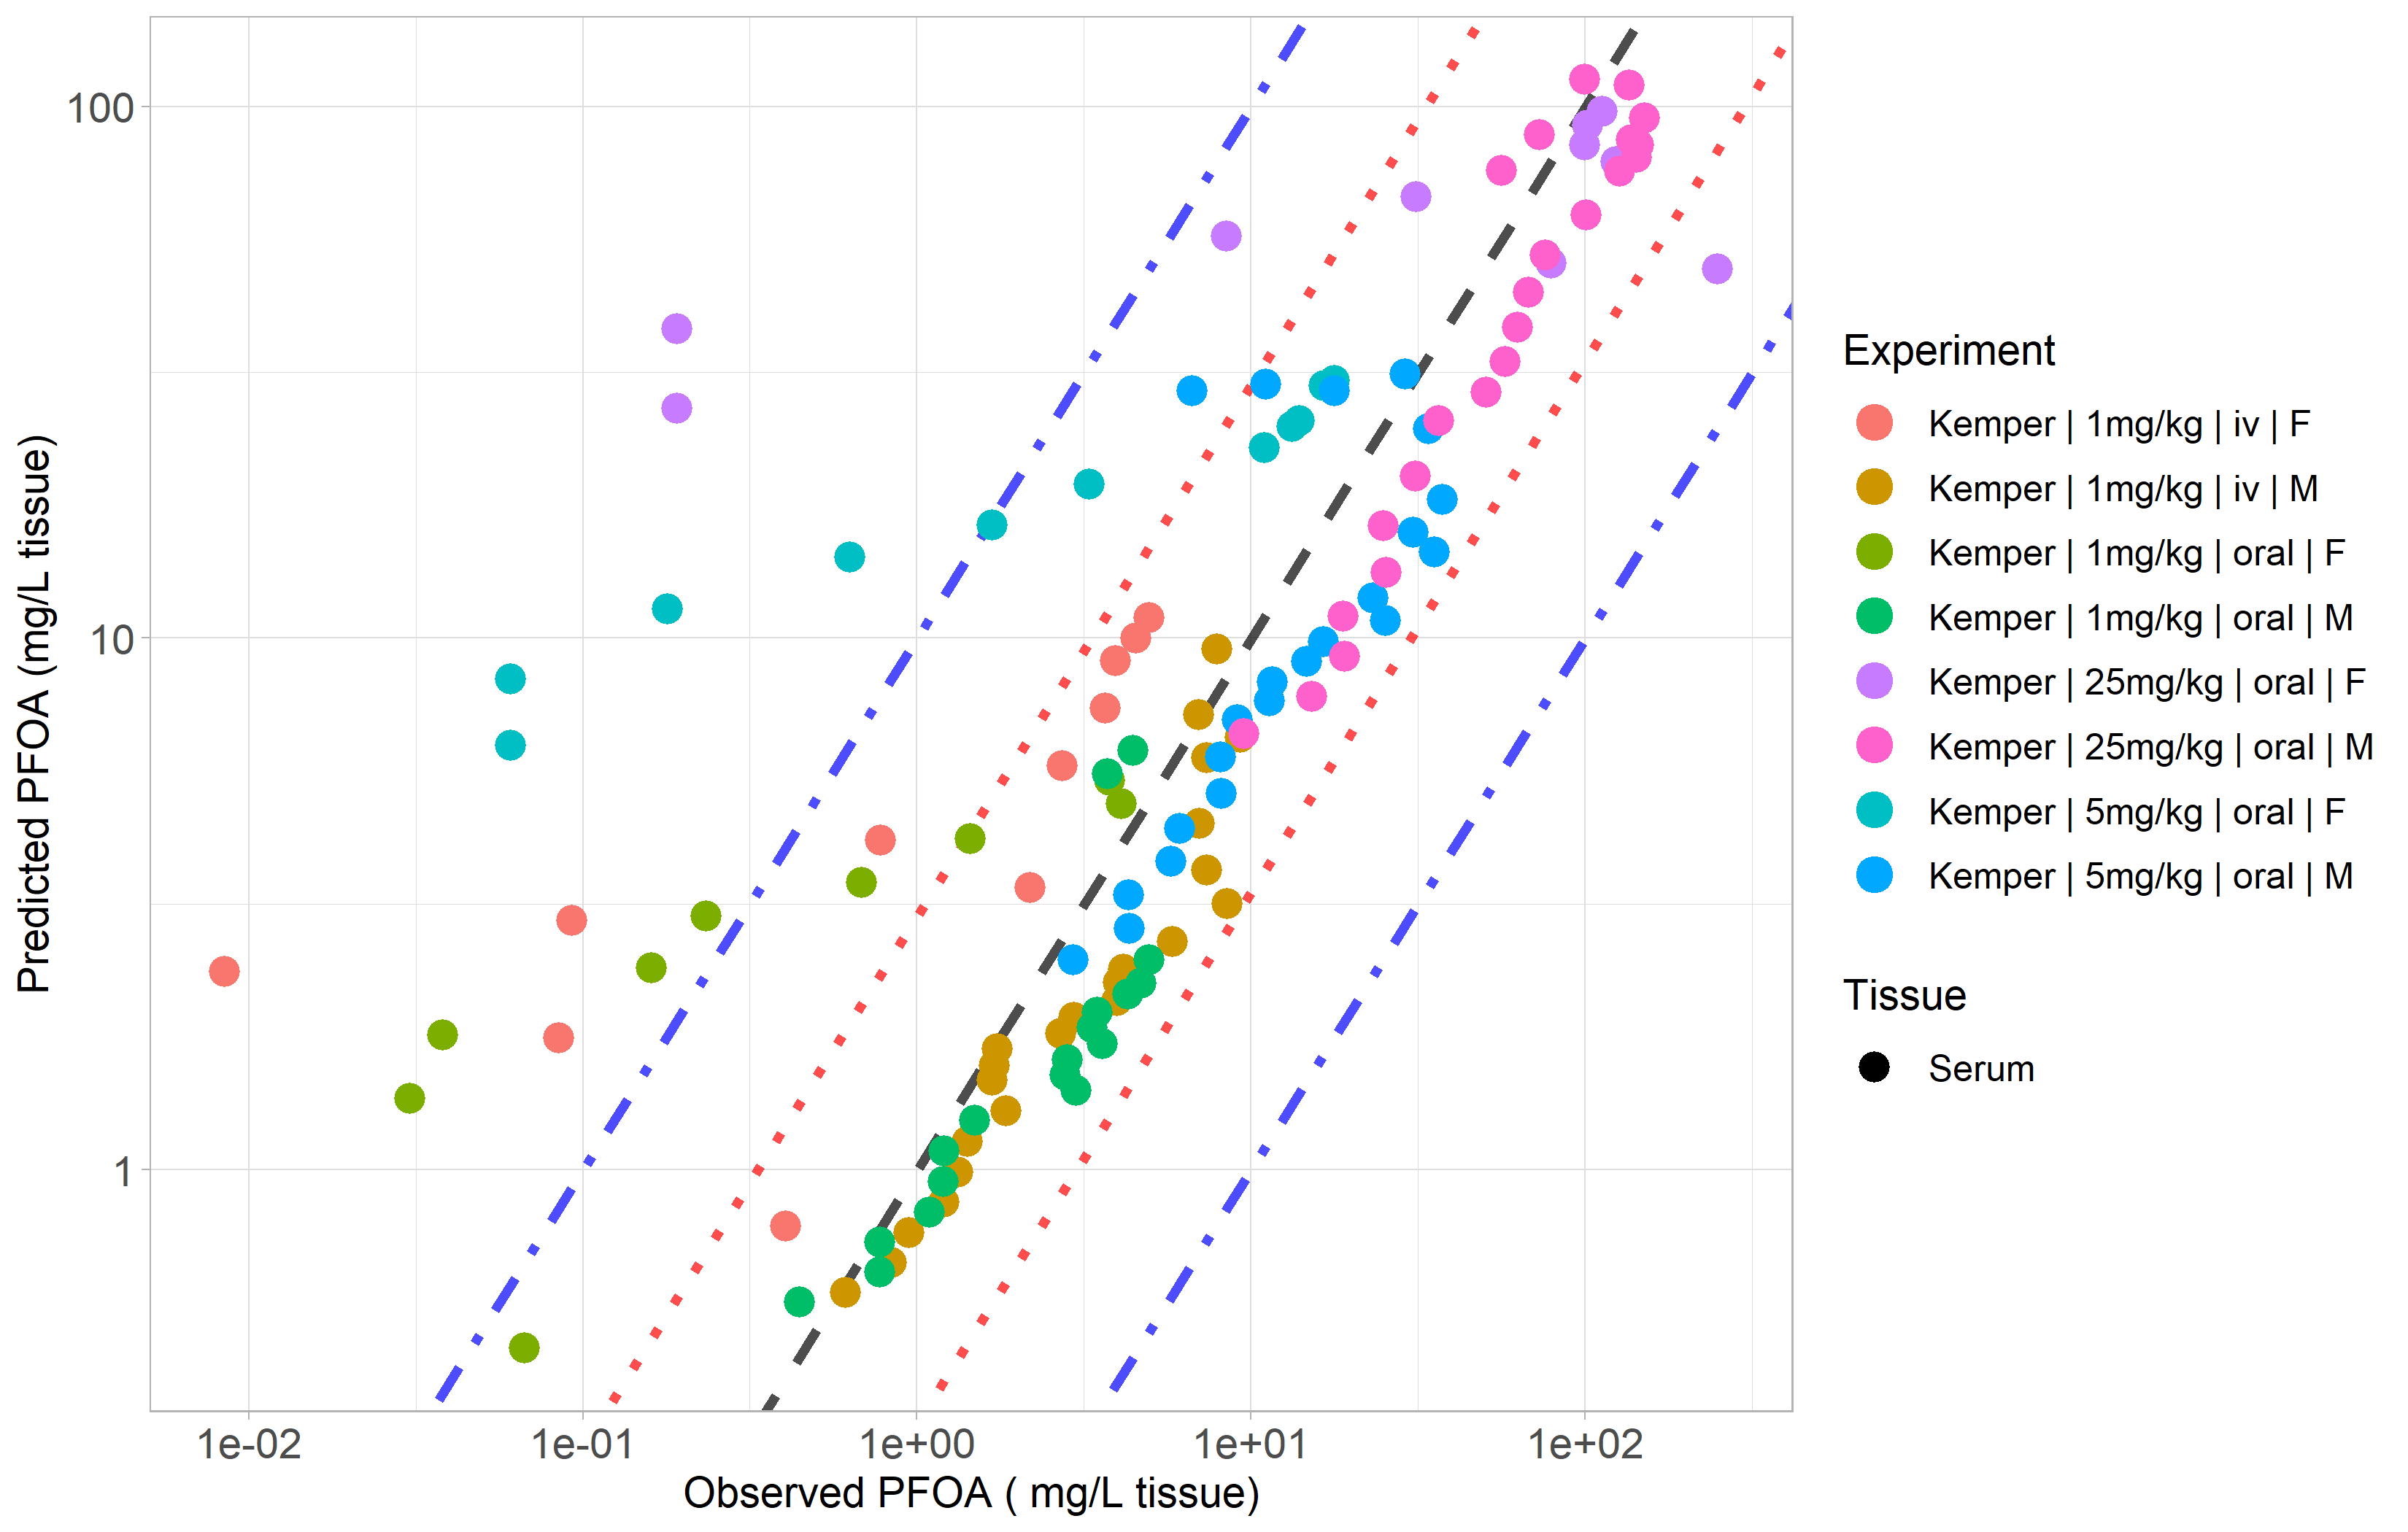 Predicted PFOA (mg/L tissue)
100
10
1
1e-02
1e-01
1e+00
1e+01
1e+02
Observed PFOA ( mg/L tissue)
Experiment
Kemper | 1mg/kg | iv | F
Kemper | 1mg/kg | iv | M
Kemper | 1mg/kg | oral | F
Kemper | 1mg/kg | oral | M
Kemper | 25mg/kg | oral | F
Kemper | 25mg/kg | oral | M
Kemper | 5mg/kg | oral | F
Kemper | 5mg/kg | oral | M
Tissue
Serum